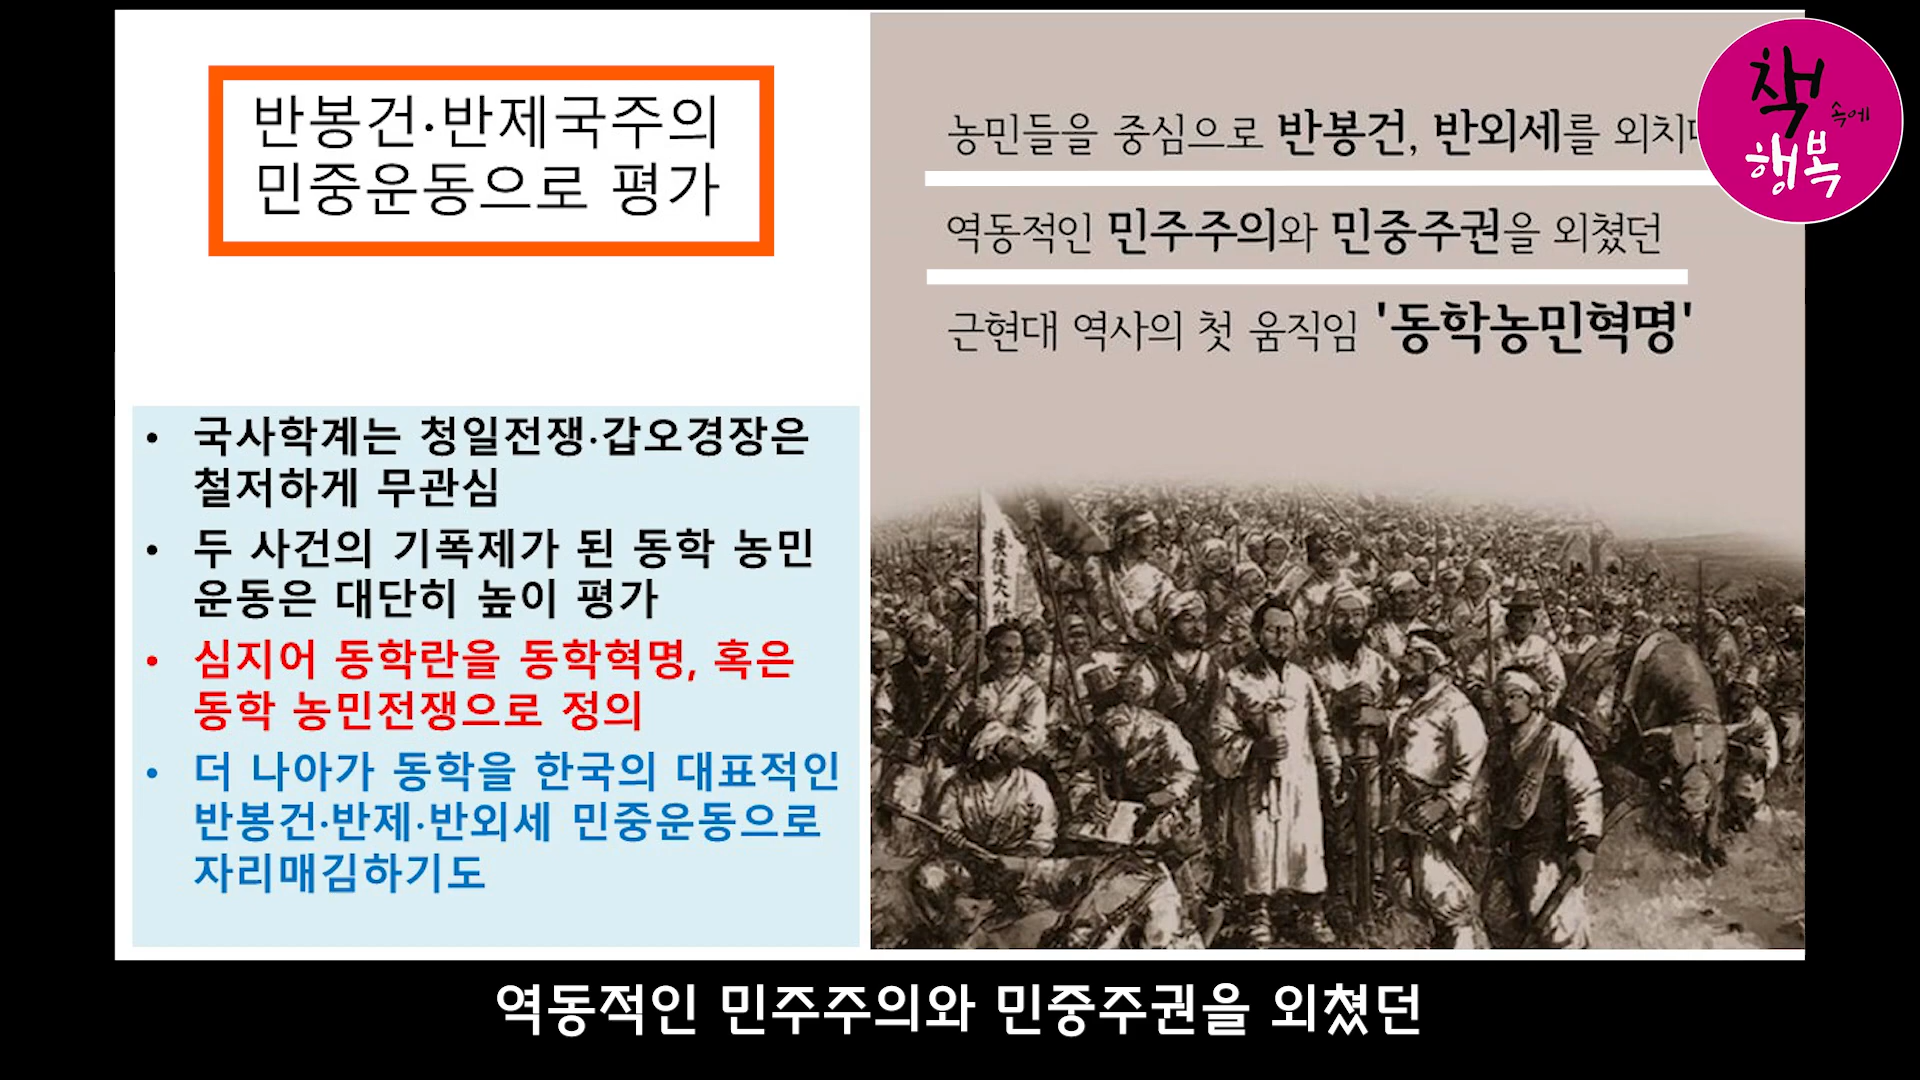 반봉건·반제국주의
민중운동으로 평가
• 국사학계는 청일전쟁·갑오경장은
철저하게 무관심
• 두 사건의 기폭제가 된 동학 농민
운동은 대단히 높이 평가
• 심지어 동학란을 동학혁명, 혹은
동학 농민전쟁으로 정의
• 더 나아가 동학을 한국의 대표적인
반봉건·반제·반외세 민중운동으로
자리매김하기도
농민들을 중심으로 반봉건, 반외세를
역동적인 민주주의와 민중주권을 외쳤던
근현대 역사의 첫 움직임 '동학농민혁명'
책 속에
행복
역동적인 민주주의와 민중주권을 외쳤던